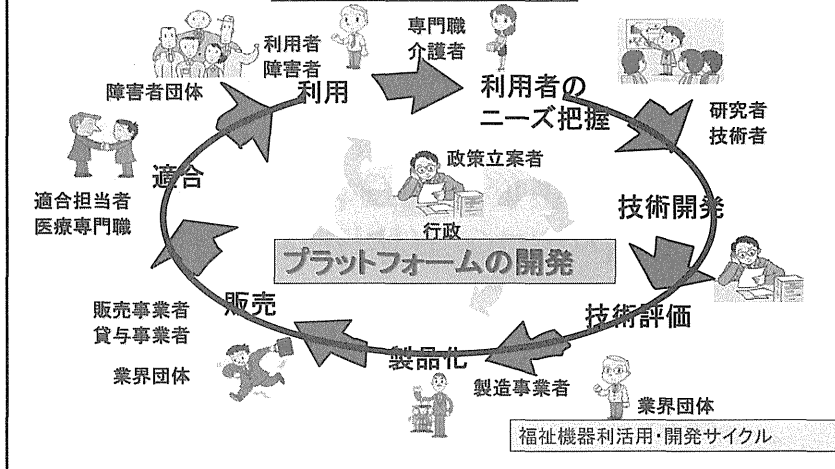 利用者
障害者
専門職
介護者
障害者団体
利用
利用者の
ニーズ把握
研究者
技術者
適合
政策立案者
適合担当者
医療専門職
技術開発
行政
プラットフォームの開発
販売事業者
貸与事業者
販売
技術評価
業界団体
製品化
製造事業者
業界団体
福祉機器利活用・開発サイクル